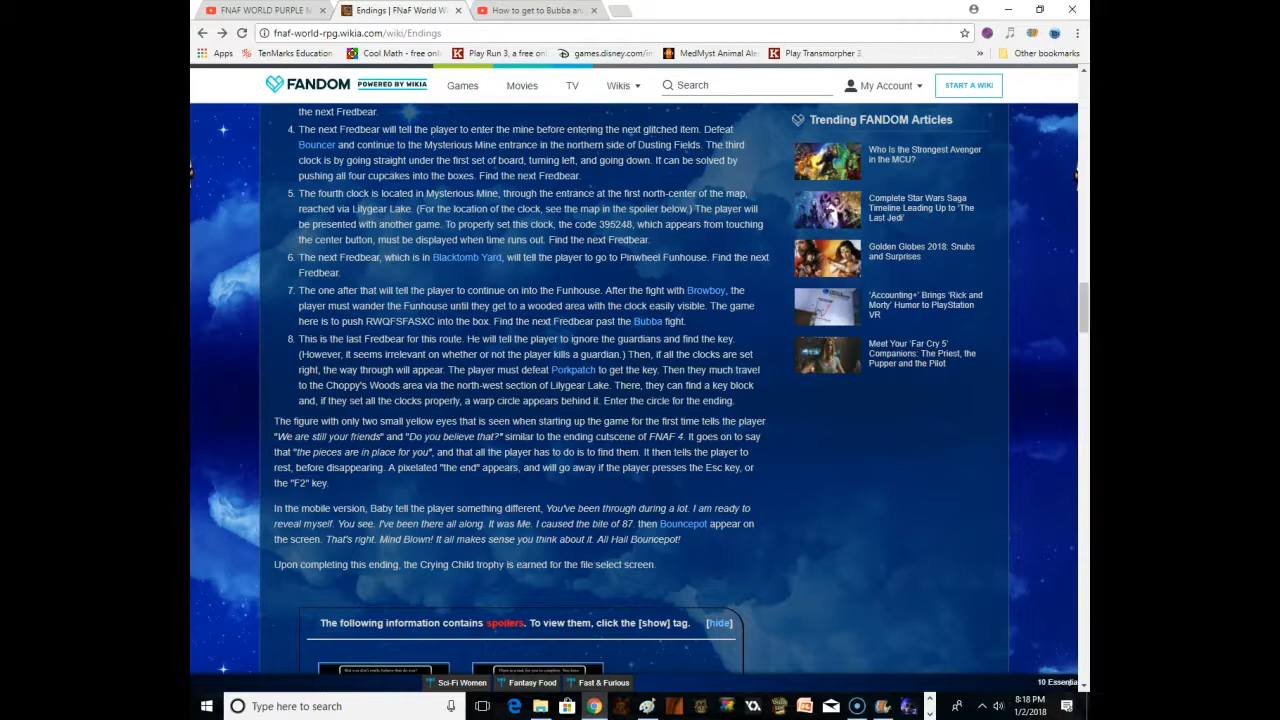 FNAF WORLD PURPLE M
Endings | FNaF World W
How to get to Bubba an
fnaf-world-rpg.wikia.com/wiki/Endings
Apps
TenMarks Education
Cool Math - free onl
Play Run 3, a free onl
games.disney.com/in
MedMyst Animal Ale
Play Transmorpher 3
»
Other bookmarks
FANDOM
POWERED BY WIKIA
Games
Movies
TV
Wikis
Search
My Account
START A WIKI
the next Fredbear.
4. The next Fredbear will tell the player to enter the mine before entering the next glitched item. Defeat
Bouncer and continue to the Mysterious Mine entrance in the northern side of Dusting Fields. The third
clock is by going straight under the first set of board, turning left, and going down. It can be solved by
pushing all four cupcakes into the boxes. Find the next Fredbear.
5. The fourth clock is located in Mysterious Mine, through the entrance at the first north-center of the map,
reached via Lilygear Lake. (For the location of the clock, see the map in the spoiler below.) The player will
be presented with another game. To properly set this clock, the code 395248, which appears from touching
the center button, must be displayed when time runs out. Find the next Fredbear.
6. The next Fredbear, which is in Blacktomb Yard, will tell the player to go to Pinwheel Funhouse. Find the next
Fredbear.
7. The one after that will tell the player to continue on into the Funhouse. After the fight with Browboy, the
player must wander the Funhouse until they get to a wooded area with the clock easily visible. The game
here is to push RWQFSFASXC into the box. Find the next Fredbear past the Bubba fight.
8. This is the last Fredbear for this route. He will tell the player to ignore the guardians and find the key.
(However, it seems irrelevant on whether or not the player kills a guardian.) Then, if all the clocks are set
right, the way through will appear. The player must defeat Porkpatch to get the key. Then they much travel
to the Choppy's Woods area via the north-west section of Lilygear Lake. There, they can find a key block
and, if they set all the clocks properly, a warp circle appears behind it. Enter the circle for the ending.
The figure with only two small yellow eyes that is seen when starting up the game for the first time tells the player
"We are still your friends" and "Do you believe that?" similar to the ending cutscene of FNAF 4. It goes on to say
that "the pieces are in place for you", and that all the player has to do is to find them. It then tells the player to
rest, before disappearing. A pixelated "the end" appears, and will go away if the player presses the Esc key, or
the "F2" key.
In the mobile version, Baby tell the player something different, You've been through during a lot. I am ready to
reveal myself. You see. I've been there all along. It was Me. I caused the bite of 87. then Bouncepot appear on
the screen. That's right. Mind Blown! It all makes sense you think about it. All Hail Bouncepot!
Upon completing this ending, the Crying Child trophy is earned for the file select screen.
The following information contains spoilers. To view them, click the [show] tag. [hide]
But you don't really believe that do you?
Trending FANDOM Articles
Who Is the Strongest Avenger
in the MCU?
Complete Star Wars Saga
Timeline Leading Up to 'The
Last Jedi'
Golden Globes 2018: Snubs
and Surprises
'Accounting+' Brings 'Rick and
Morty' Humor to PlayStation
VR
Meet Your 'Far Cry 5'
Companions: The Priest, the
Pupper and the Pilot
Sci-Fi Women
Fantasy Food
Fast & Furious
10 Essentia
Type here to search
8:18 PM
1/2/2018